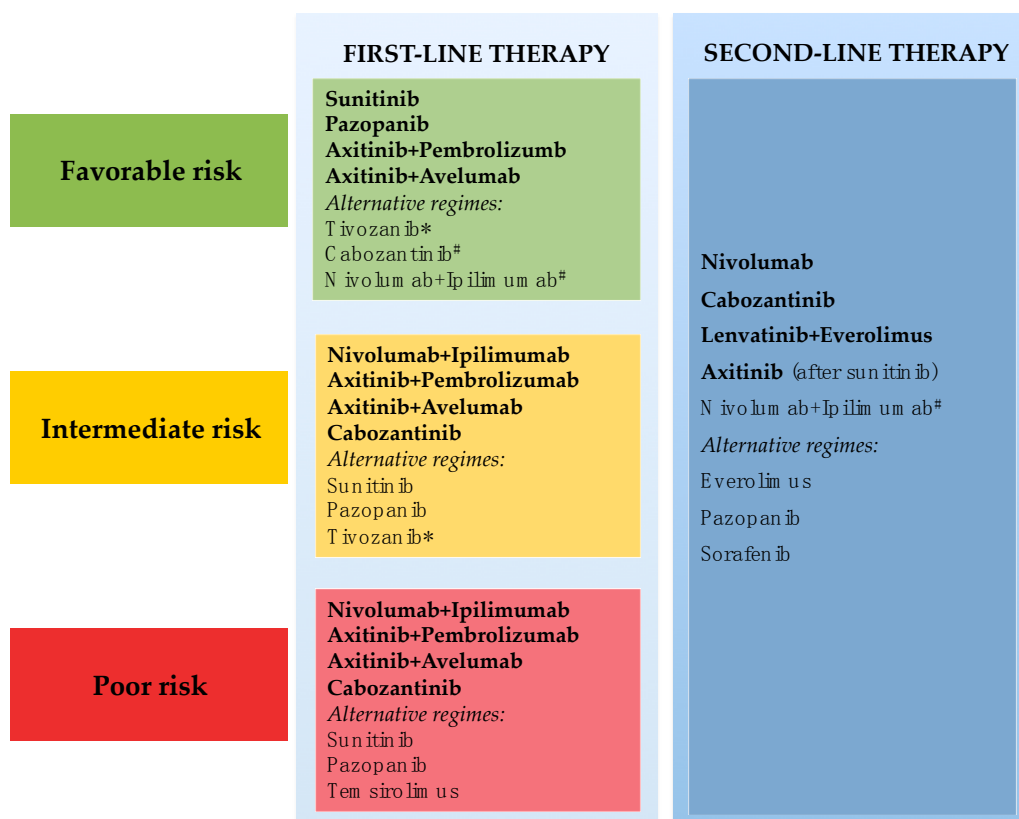 FIRST-LINE THERAPY
Sunitinib
Pazopanib
Axitinib+Pembrolizumb
Axitinib+Avelumab
Alternative regimes:
Tivozanib*
Cabozantinib#
Nivolumab+Ipilimumab#
Favorable risk
Nivolumab+Ipilimumab
Axitinib+Pembrolizumab
Axitinib+Avelumab
Cabozantinib
Alternative regimes:
Sunitinib
Pazopanib
Tivozanib*
Intermediate risk
Nivolumab+Ipilimumab
Axitinib+Pembrolizumab
Axitinib+Avelumab
Cabozantinib
Alternative regimes:
Sunitinib
Pazopanib
Temsirolimus
Poor risk
SECOND-LINE THERAPY
Nivolumab
Cabozantinib
Lenvatinib+Everolimus
Axitinib (after sunitinib)
Nivolumab+Ipilimumab#
Alternative regimes:
Everolimus
Pazopanib
Sorafenib